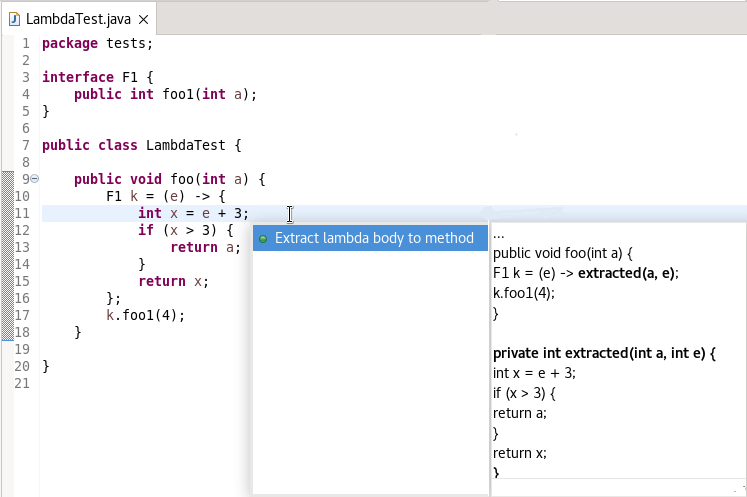 LambdaTest.java
1 package tests;
2
3 interface F1 {
4     public int foo1(int a);
5 }
6
7 public class LambdaTest {
8
9     public void foo(int a) {
10         F1 k = (e) -> {
11             int x = e + 3;
12             if (x > 3) {
13                 return a;
14             }
15             return x;
16         };
17         k.foo1(4);
18     }
19
20 }
21
Extract lambda body to method
...
public void foo(int a) {
F1 k = (e) -> extracted(a, e);
k.foo1(4);
}

private int extracted(int a, int e) {
int x = e + 3;
if (x > 3) {
return a;
}
return x;
}